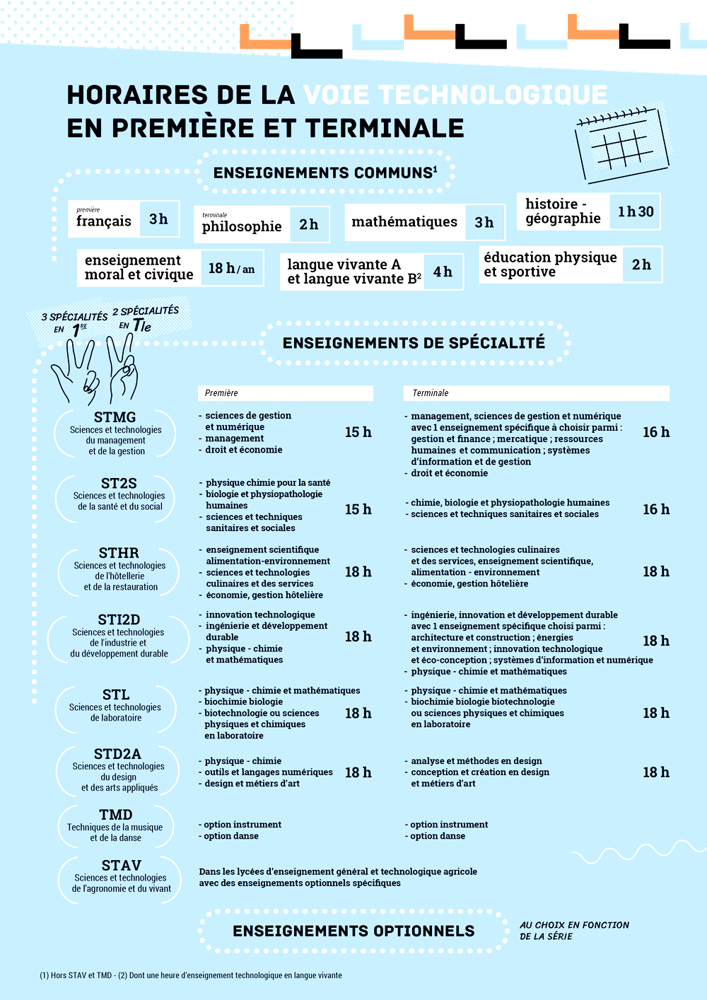 HORAIRES DE LA VOIE TECHNOLOGIQUE
EN PREMIÈRE ET TERMINALE
ENSEIGNEMENTS COMMUNS¹
première
français 3 h
terminale
philosophie 2 h
mathématiques 3 h
histoire -
géographie 1 h 30
enseignement
moral et civique 18 h / an
langue vivante A
et langue vivante B² 4 h
éducation physique
et sportive 2 h
3 SPÉCIALITÉS
EN 1RE
2 SPÉCIALITÉS
EN Tle
ENSEIGNEMENTS DE SPÉCIALITÉ
Première
Terminale
STMG
Sciences et technologies
du management
et de la gestion
- sciences de gestion
et numérique
- management
- droit et économie
15 h
- management, sciences de gestion et numérique
avec 1 enseignement spécifique à choisir parmi :
gestion et finance ; mercatique ; ressources
humaines et communication ; systèmes
d'information et de gestion
- droit et économie
16 h
ST2S
Sciences et technologies
de la santé et du social
- physique chimie pour la santé
- biologie et physiopathologie
humaines
- sciences et techniques
sanitaires et sociales
15 h
- chimie, biologie et physiopathologie humaines
- sciences et techniques sanitaires et sociales
16 h
STHR
Sciences et technologies
de l'hôtellerie
et de la restauration
- enseignement scientifique
alimentation-environnement
- sciences et technologies
culinaires et des services
- économie, gestion hôtelière
18 h
- sciences et technologies culinaires
et des services, enseignement scientifique,
alimentation - environnement
- économie, gestion hôtelière
18 h
STI2D
Sciences et technologies
de l'industrie et
du développement durable
- innovation technologique
- ingénierie et développement
durable
- physique - chimie
et mathématiques
18 h
- ingénierie, innovation et développement durable
avec 1 enseignement spécifique choisi parmi :
architecture et construction ; énergies
et environnement ; innovation technologique
et éco-conception ; systèmes d'information et numérique
- physique - chimie et mathématiques
18 h
STL
Sciences et technologies
de laboratoire
- physique - chimie et mathématiques
- biochimie biologie
- biotechnologie ou sciences
physiques et chimiques
en laboratoire
18 h
- physique - chimie et mathématiques
- biochimie biologie biotechnologie
ou sciences physiques et chimiques
en laboratoire
18 h
STD2A
Sciences et technologies
du design
et des arts appliqués
- physique - chimie
- outils et langages numériques
- design et métiers d'art
18 h
- analyse et méthodes en design
- conception et création en design
et métiers d'art
18 h
TMD
Techniques de la musique
et de la danse
- option instrument
- option danse
- option instrument
- option danse
STAV
Sciences et technologies
de l'agronomie et du vivant
Dans les lycées d'enseignement général et technologique agricole
avec des enseignements optionnels spécifiques
ENSEIGNEMENTS OPTIONNELS
AU CHOIX EN FONCTION
DE LA SÉRIE
(1) Hors STAV et TMD - (2) Dont une heure d'enseignement technologique en langue vivante